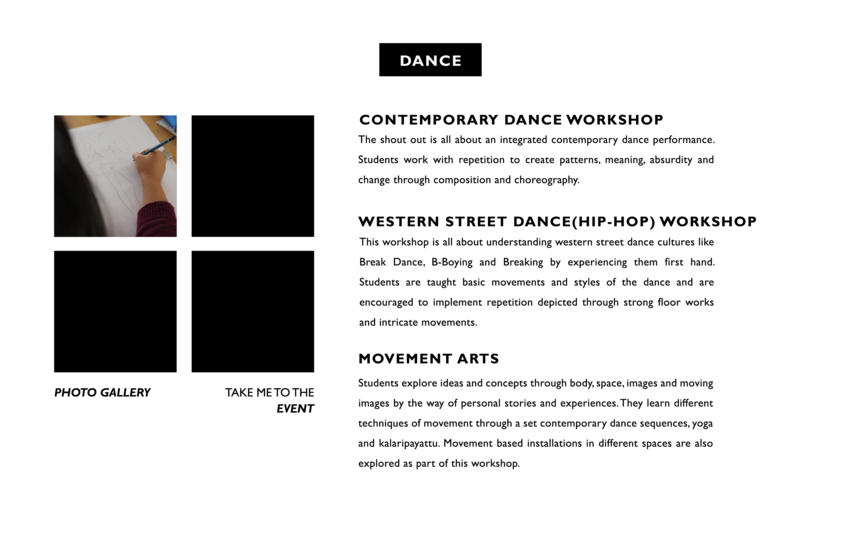 DANCE
CONTEMPORARY DANCE WORKSHOP
The shout out is all about an integrated contemporary dance performance.
Students work with repetition to create patterns, meaning, absurdity and
change through composition and choreography.
WESTERN STREET DANCE(HIP-HOP) WORKSHOP
This workshop is all about understanding western street dance cultures like
Break Dance, B-Boying and Breaking by experiencing them first hand.
Students are taught basic movements and styles of the dance and are
encouraged to implement repetition depicted through strong floor works
and intricate movements.
MOVEMENT ARTS
Students explore ideas and concepts through body, space, images and moving
images by the way of personal stories and experiences. They learn different
techniques of movement through a set contemporary dance sequences, yoga
and kalaripayattu. Movement based installations in different spaces are also
explored as part of this workshop.
PHOTO GALLERY
TAKE ME TO THE
EVENT